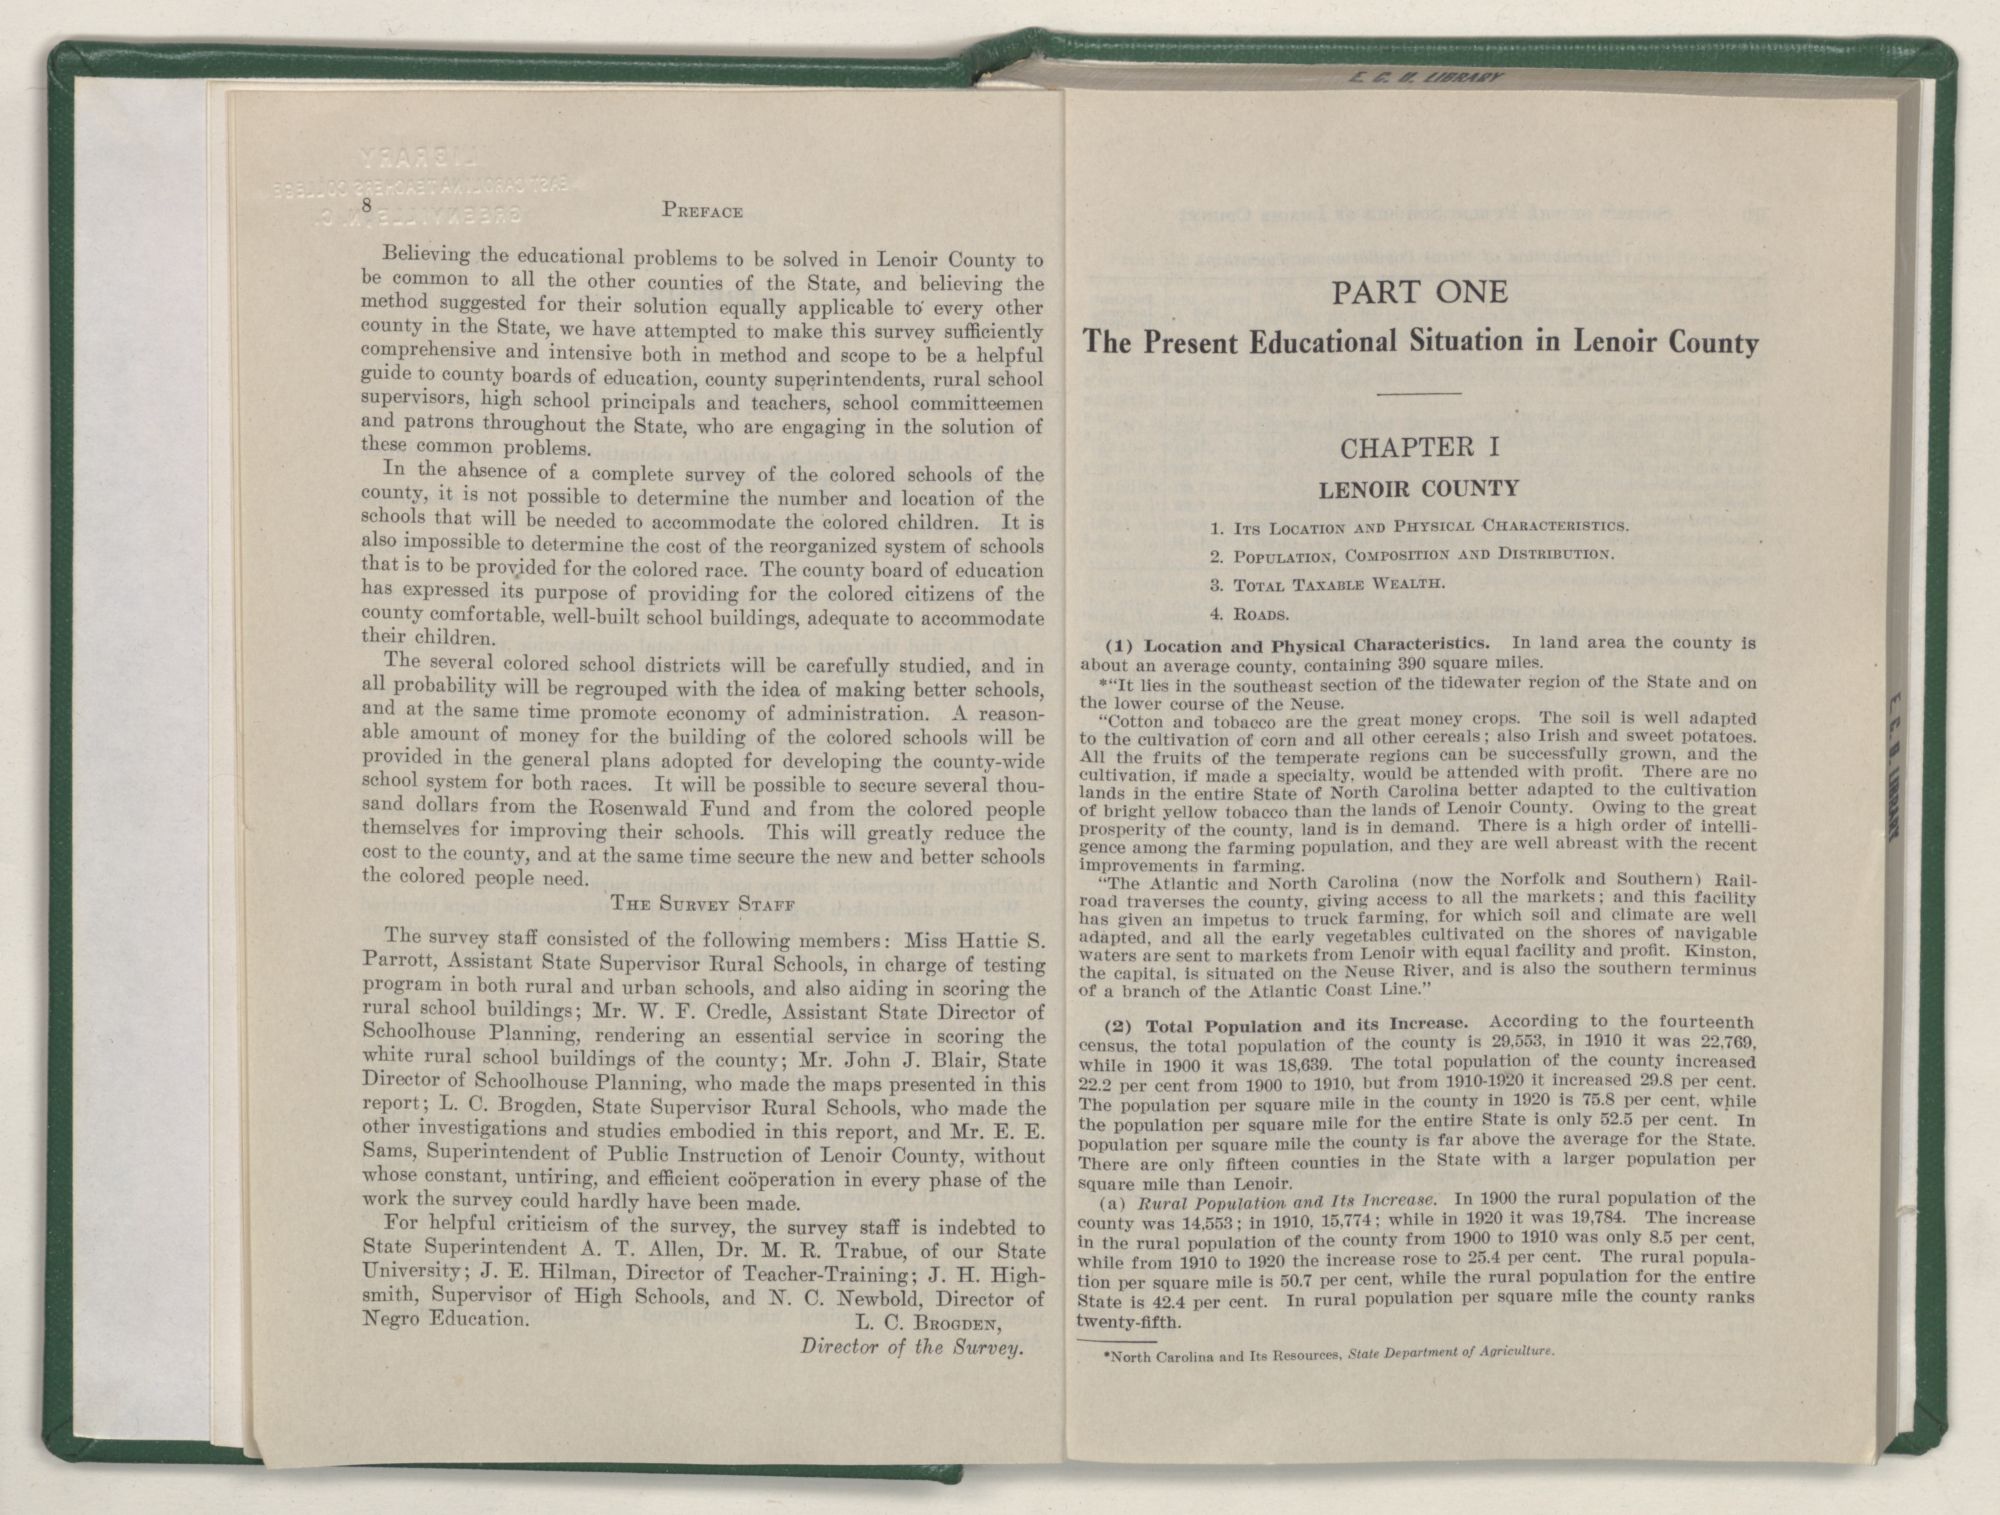 LIBRARY
EAST CAROLINA TEACHERS COLLEGE
GREENVILLE, N. C.
8
PREFACE
Believing the educational problems to be solved in Lenoir County to
be common to all the other counties of the State, and believing the
method suggested for their solution equally applicable to every other
county in the State, we have attempted to make this survey sufficiently
comprehensive and intensive both in method and scope to be a helpful
guide to county boards of education, county superintendents, rural school
supervisors, high school principals and teachers, school committeemen
and patrons throughout the State, who are engaging in the solution of
these common problems.
In the absence of a complete survey of the colored schools of the
county, it is not possible to determine the number and location of the
schools that will be needed to accommodate the colored children. It is
also impossible to determine the cost of the reorganized system of schools
that is to be provided for the colored race. The county board of education
has expressed its purpose of providing for the colored citizens of the
county comfortable, well-built school buildings, adequate to accommodate
their children.
The several colored school districts will be carefully studied, and in
all probability will be regrouped with the idea of making better schools,
and at the same time promote economy of administration. A reason-
able amount of money for the building of the colored schools will be
provided in the general plans adopted for developing the county-wide
school system for both races. It will be possible to secure several thou-
sand dollars from the Rosenwald Fund and from the colored people
themselves for improving their schools. This will greatly reduce the
cost to the county, and at the same time secure the new and better schools
the colored people need.
THE SURVEY STAFF
The survey staff consisted of the following members: Miss Hattie S.
Parrott, Assistant State Supervisor Rural Schools, in charge of testing
program in both rural and urban schools, and also aiding in scoring the
rural school buildings; Mr. W. F. Credle, Assistant State Director of
Schoolhouse Planning, rendering an essential service in scoring the
white rural school buildings of the county; Mr. John J. Blair, State
Director of Schoolhouse Planning, who made the maps presented in this
report; L. C. Brogden, State Supervisor Rural Schools, who made the
other investigations and studies embodied in this report, and Mr. E. E.
Sams, Superintendent of Public Instruction of Lenoir County, without
whose constant, untiring, and efficient coöperation in every phase of the
work the survey could hardly have been made.
For helpful criticism of the survey, the survey staff is indebted to
State Superintendent A. T. Allen, Dr. M. R. Trabue, of our State
University; J. E. Hilman, Director of Teacher-Training; J. H. High-
smith, Supervisor of High Schools, and N. C. Newbold, Director of
Negro Education.
L. C. BROGDEN,
Director of the Survey.
E. C. U. LIBRARY
PART ONE
The Present Educational Situation in Lenoir County
CHAPTER I
LENOIR COUNTY
1. ITS LOCATION AND PHYSICAL CHARACTERISTICS.
2. POPULATION, COMPOSITION AND DISTRIBUTION.
3. TOTAL TAXABLE WEALTH.
4. ROADS.
(1) Location and Physical Characteristics. In land area the county is
about an average county, containing 390 square miles.
*"It lies in the southeast section of the tidewater region of the State and on
the lower course of the Neuse.
"Cotton and tobacco are the great money crops. The soil is well adapted
to the cultivation of corn and all other cereals; also Irish and sweet potatoes.
All the fruits of the temperate regions can be successfully grown, and the
cultivation, if made a specialty, would be attended with profit. There are no
lands in the entire State of North Carolina better adapted to the cultivation
of bright yellow tobacco than the lands of Lenoir County. Owing to the great
prosperity of the county, land is in demand. There is a high order of intelli-
gence among the farming population, and they are well abreast with the recent
improvements in farming.
"The Atlantic and North Carolina (now the Norfolk and Southern) Rail-
road traverses the county, giving access to all the markets; and this facility
has given an impetus to truck farming, for which soil and climate are well
adapted, and all the early vegetables cultivated on the shores of navigable
waters are sent to markets from Lenoir with equal facility and profit. Kinston,
the capital, is situated on the Neuse River, and is also the southern terminus
of a branch of the Atlantic Coast Line."
(2) Total Population and its Increase. According to the fourteenth
census, the total population of the county is 29,553, in 1910 it was 22,769,
while in 1900 it was 18,639. The total population of the county increased
22.2 per cent from 1900 to 1910, but from 1910-1920 it increased 29.8 per cent.
The population per square mile in the county in 1920 is 75.8 per cent, while
the population per square mile for the entire State is only 52.5 per cent. In
population per square mile the county is far above the average for the State.
There are only fifteen counties in the State with a larger population per
square mile than Lenoir.
(a) Rural Population and Its Increase. In 1900 the rural population of the
county was 14,553; in 1910, 15,774; while in 1920 it was 19,784. The increase
in the rural population of the county from 1900 to 1910 was only 8.5 per cent,
while from 1910 to 1920 the increase rose to 25.4 per cent. The rural popula-
tion per square mile is 50.7 per cent, while the rural population for the entire
State is 42.4 per cent. In rural population per square mile the county ranks
twenty-fifth.
*North Carolina and Its Resources, State Department of Agriculture.
E. C. U. LIBRARY